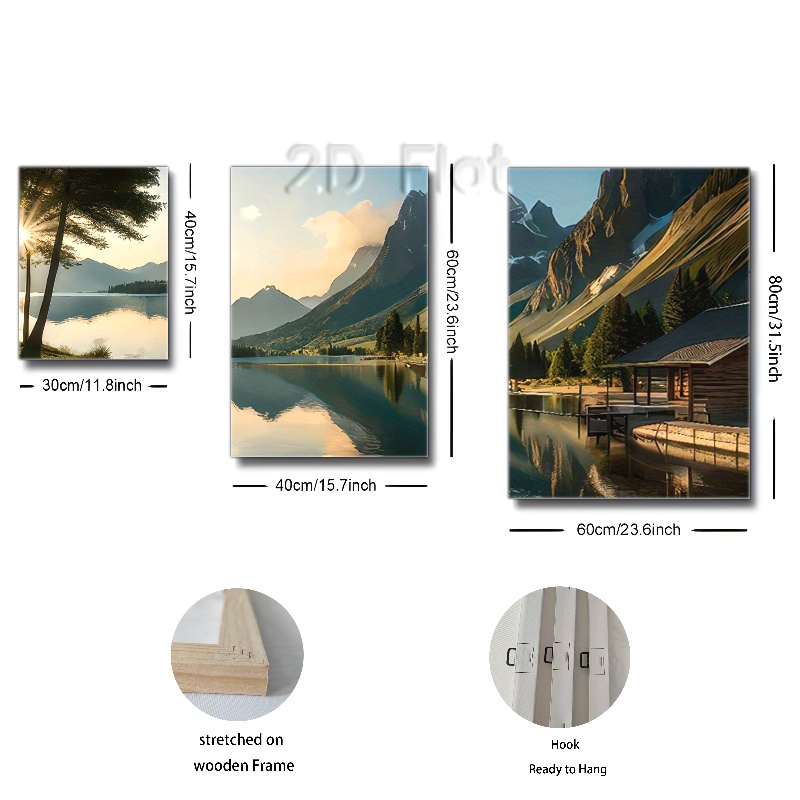 2D Flat
40cm/15.7inch
30cm/11.8inch
60cm/23.6inch
40cm/15.7inch
80cm/31.5inch
60cm/23.6inch
stretched on
wooden Frame
Hook
Ready to Hang